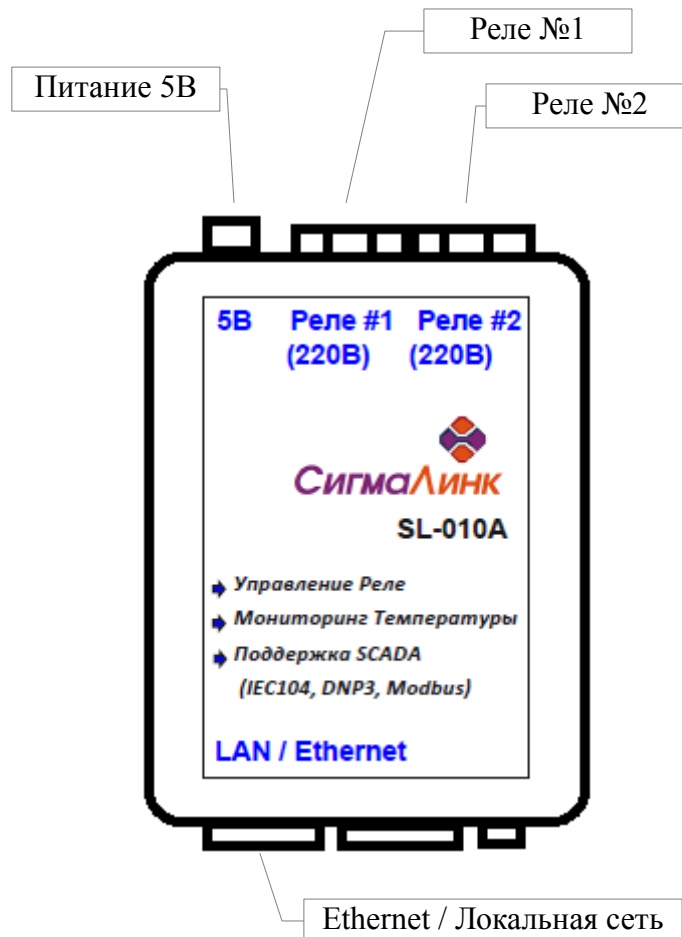 Реле №1
Питание 5В
Реле №2
5В Реле #1 Реле #2
(220В) (220В)
СигмаЛинк
SL-010A
Управление Реле
Мониторинг Температуры
Поддержка SCADA
(IEC104, DNP3, Modbus)
LAN / Ethernet
Ethernet / Локальная сеть